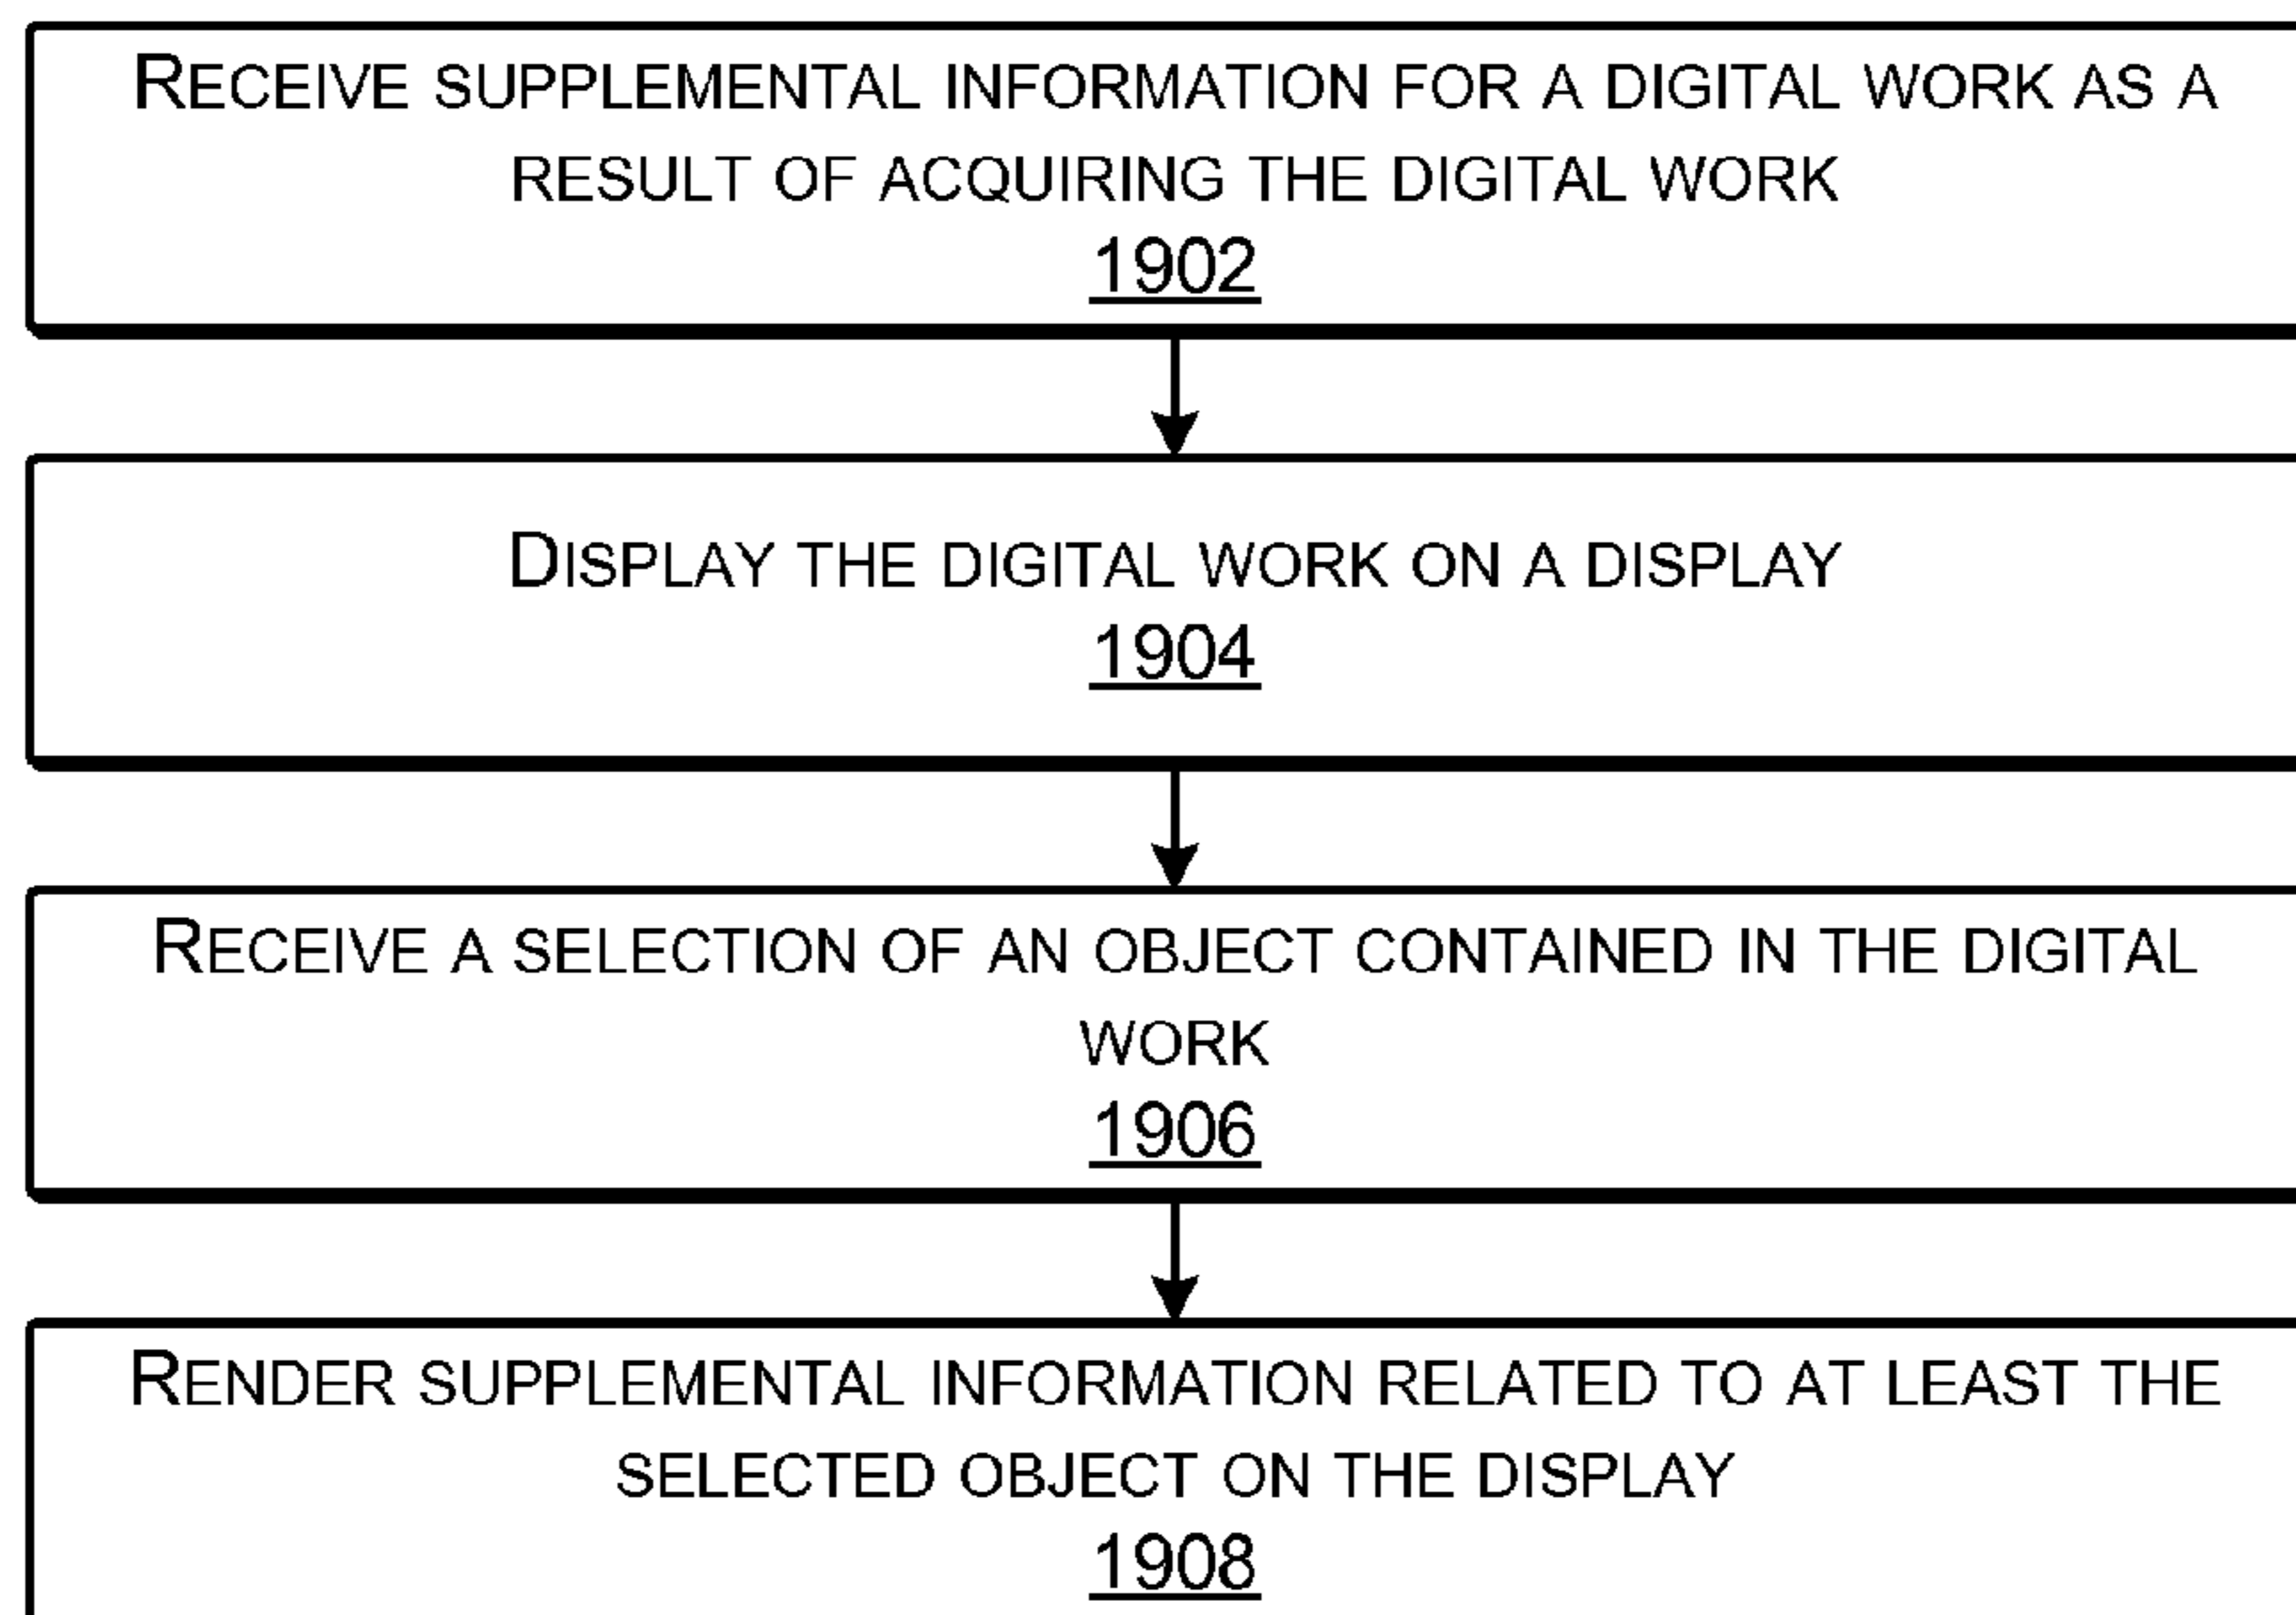 RECEIVE SUPPLEMENTAL INFORMATION FOR A DIGITAL WORK AS A
RESULT OF ACQUIRING THE DIGITAL WORK
1902
DISPLAY THE DIGITAL WORK ON A DISPLAY
1904
RECEIVE A SELECTION OF AN OBJECT CONTAINED IN THE DIGITAL
WORK
1906
RENDER SUPPLEMENTAL INFORMATION RELATED TO AT LEAST THE
SELECTED OBJECT ON THE DISPLAY
1908